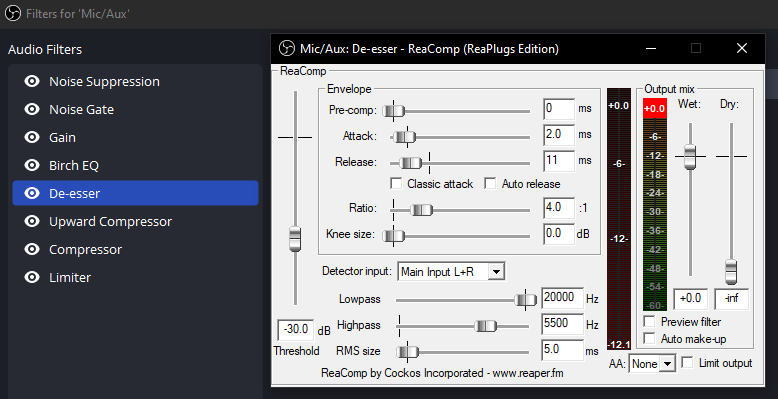 Filters for 'Mic/Aux'
Audio Filters
Noise Suppression
Noise Gate
Gain
Birch EQ
De-esser
Upward Compressor
Compressor
Limiter
Mic/Aux: De-esser - ReaComp (ReaPlugs Edition)
ReaComp
Envelope
Pre-comp: 0 ms
Attack: 2.0 ms
Release: 11 ms
Classic attack Auto release
Ratio: 4.0 :1
Knee size: 0.0 dB
Detector input: Main Input L+R
Lowpass 20000 Hz
Highpass 5500 Hz
RMS size 5.0 ms
-30.0 dB
Threshold
ReaComp by Cockos Incorporated - www.reaper.fm
+0.0
-6-
-12-
-12.1
Output mix
+0.0
-6-
-12-
-18-
-24-
-30-
-36-
-42-
-48-
-54-
-60-
Wet: Dry:
+0.0 -inf
Preview filter
Auto make-up
AA: None Limit output